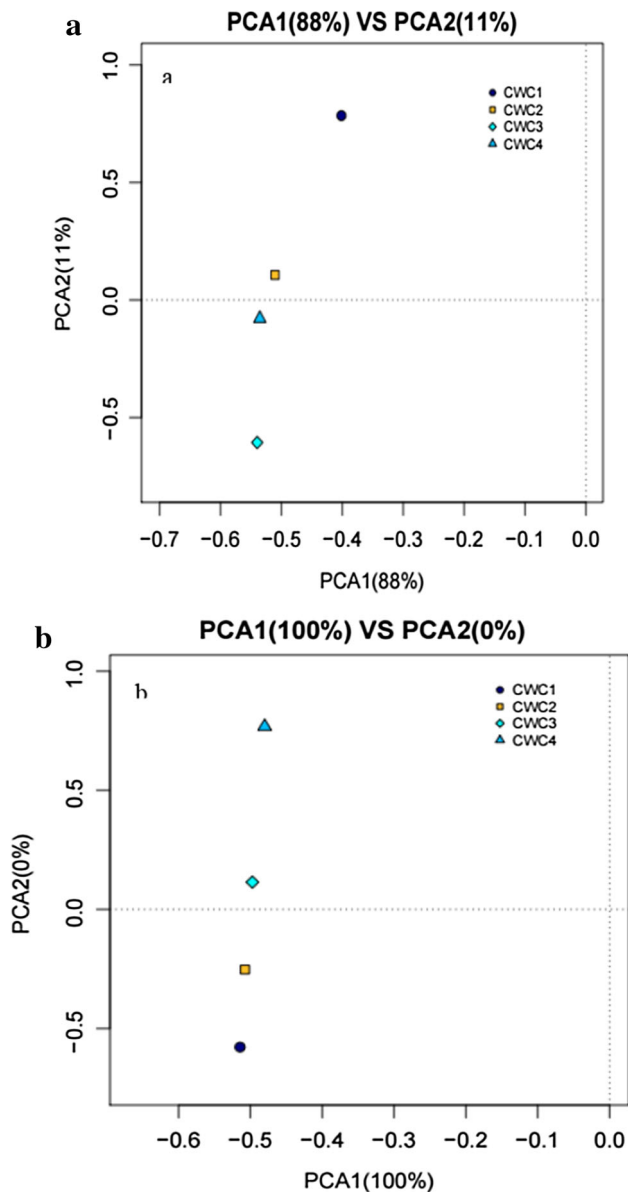 a
PCA1(88%) VS PCA2(11%)
a
CWC1
CWC2
CWC3
CWC4
1.0
0.5
0.0
−0.5
PCA2(11%)
−0.7 −0.6 −0.5 −0.4 −0.3 −0.2 −0.1 0.0
PCA1(88%)
b
PCA1(100%) VS PCA2(0%)
b
CWC1
CWC2
CWC3
CWC4
1.0
0.5
0.0
−0.5
PCA2(0%)
−0.6 −0.5 −0.4 −0.3 −0.2 −0.1 0.0
PCA1(100%)